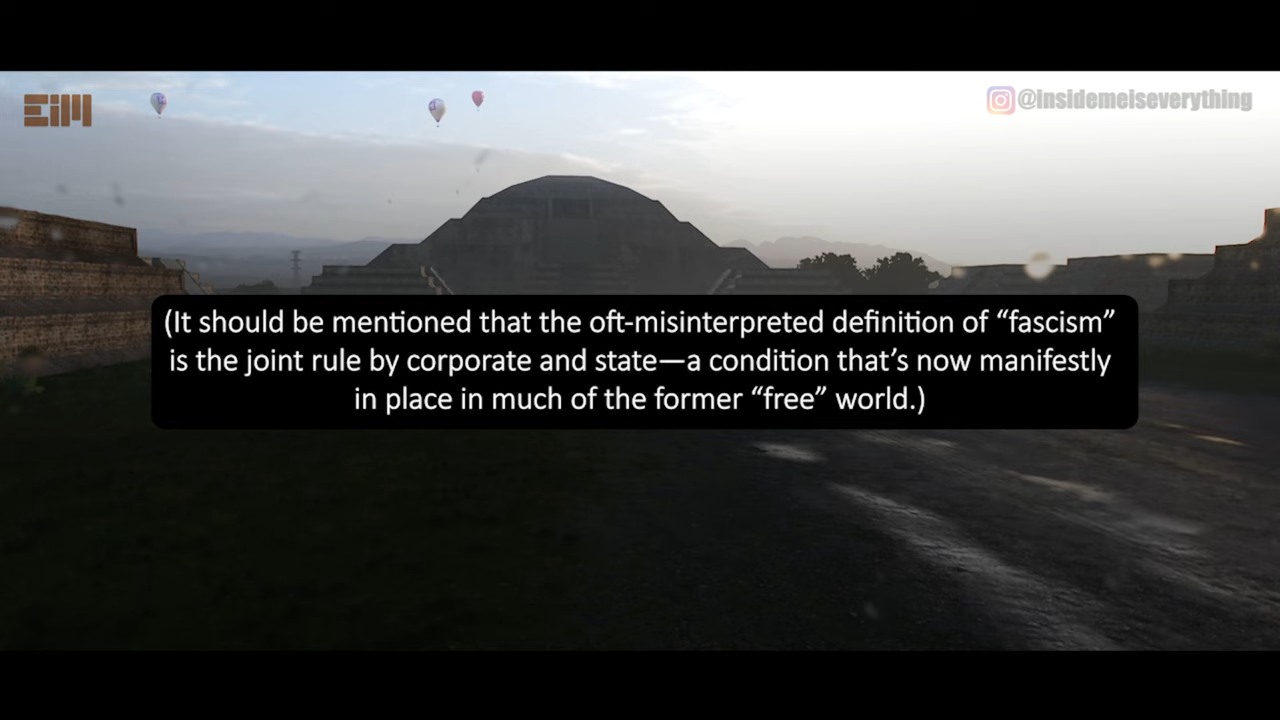 EiM
@Insidemeiseverything
(It should be mentioned that the oft-misinterpreted definition of “fascism”
is the joint rule by corporate and state—a condition that’s now manifestly
in place in much of the former “free” world.)